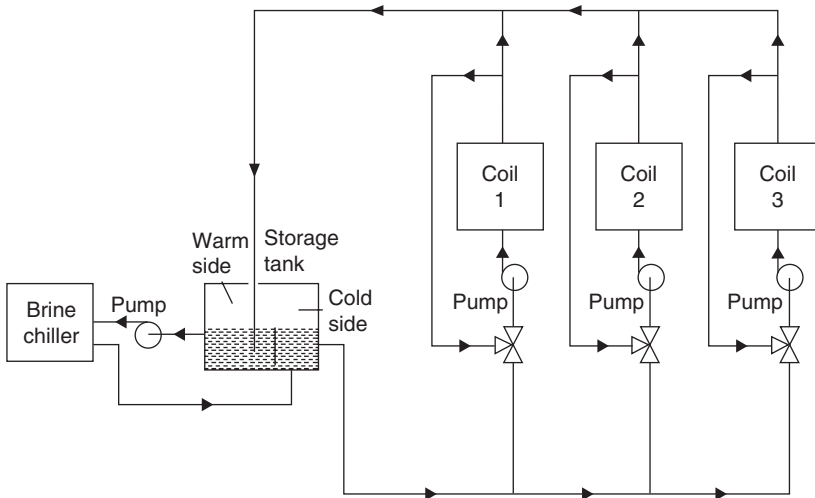 Coil
1
Coil
2
Coil
3
Warm
side
Storage
tank
Cold
side
Brine
chiller
Pump
Pump
Pump
Pump